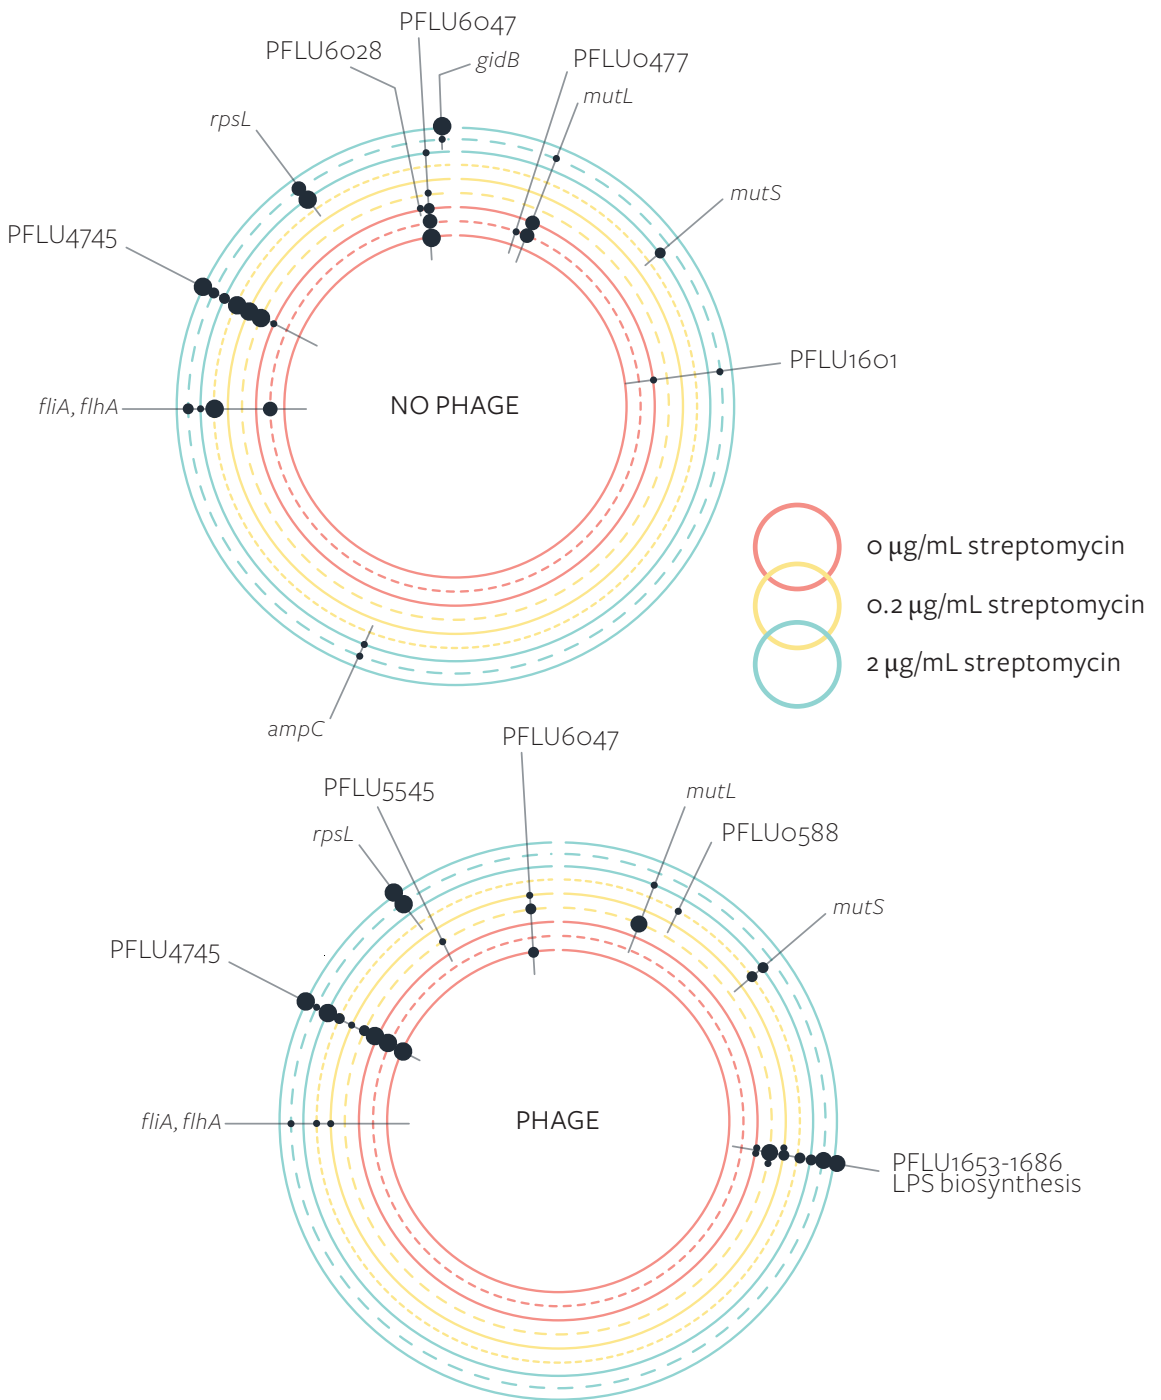 PFLU6047
PFLU6028
gidB
PFLU0477
mutL
rpsL
mutS
PFLU4745
PFLU1601
fliA, flhA
NO PHAGE
0 µg/mL streptomycin
0.2 µg/mL streptomycin
2 µg/mL streptomycin
ampC
PFLU6047
PFLU5545
mutL
rpsL
PFLU0588
mutS
PFLU4745
fliA, flhA
PHAGE
PFLU1653-1686
LPS biosynthesis